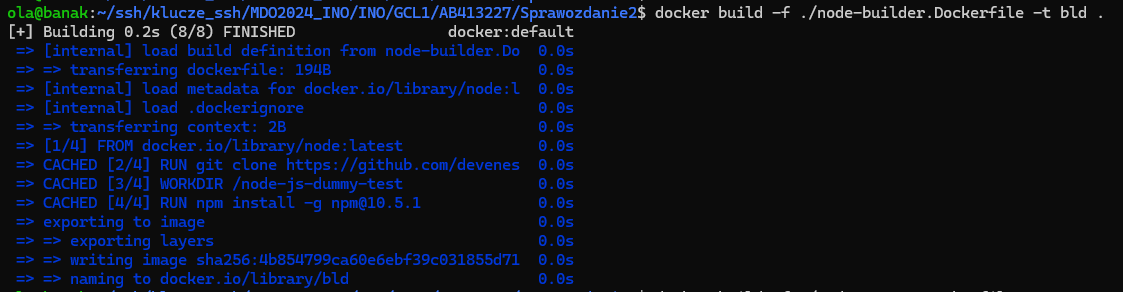 ola@banak:~/ssh/klucze_ssh/MDO2024_INO/INO/GCL1/AB413227/Sprawozdanie2$ docker build -f ./node-builder.Dockerfile -t bld .
[+] Building 0.2s (8/8) FINISHED docker:default
=> [internal] load build definition from node-builder.Do 0.0s
=> => transferring dockerfile: 194B 0.0s
=> [internal] load metadata for docker.io/library/node:l 0.0s
=> [internal] load .dockerignore 0.0s
=> => transferring context: 2B 0.0s
=> [1/4] FROM docker.io/library/node:latest 0.0s
=> CACHED [2/4] RUN git clone https://github.com/devenes 0.0s
=> CACHED [3/4] WORKDIR /node-js-dummy-test 0.0s
=> CACHED [4/4] RUN npm install -g npm@10.5.1 0.0s
=> exporting to image 0.0s
=> => exporting layers 0.0s
=> => writing image sha256:4b854799ca60e6ebf39c031855d71 0.0s
=> => naming to docker.io/library/bld 0.0s